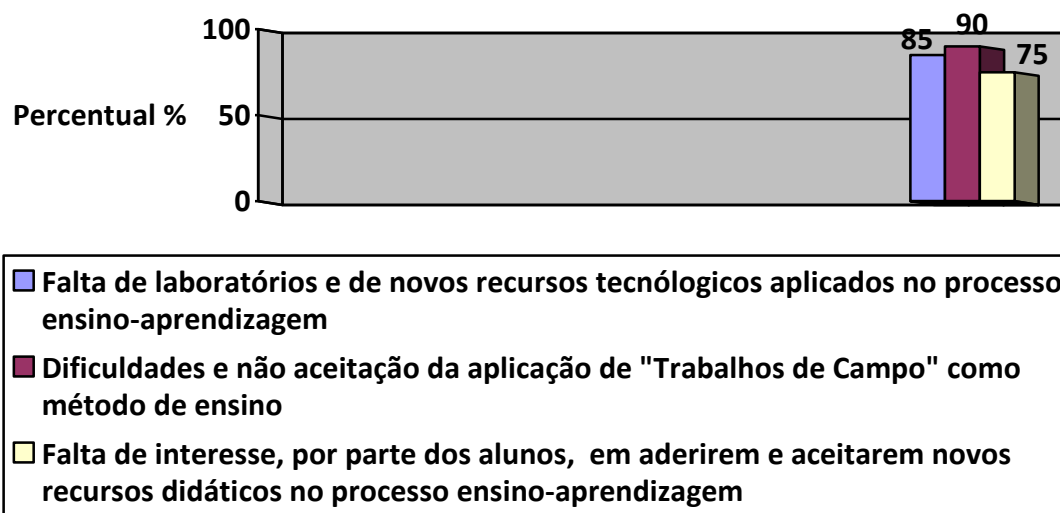 100
Percentual % 50
0
85
90
75
Falta de laboratórios e de novos recursos tecnólogicos aplicados no processo
ensino-aprendizagem
Dificuldades e não aceitação da aplicação de "Trabalhos de Campo" como
método de ensino
Falta de interesse, por parte dos alunos, em aderirem e aceitarem novos
recursos didáticos no processo ensino-aprendizagem